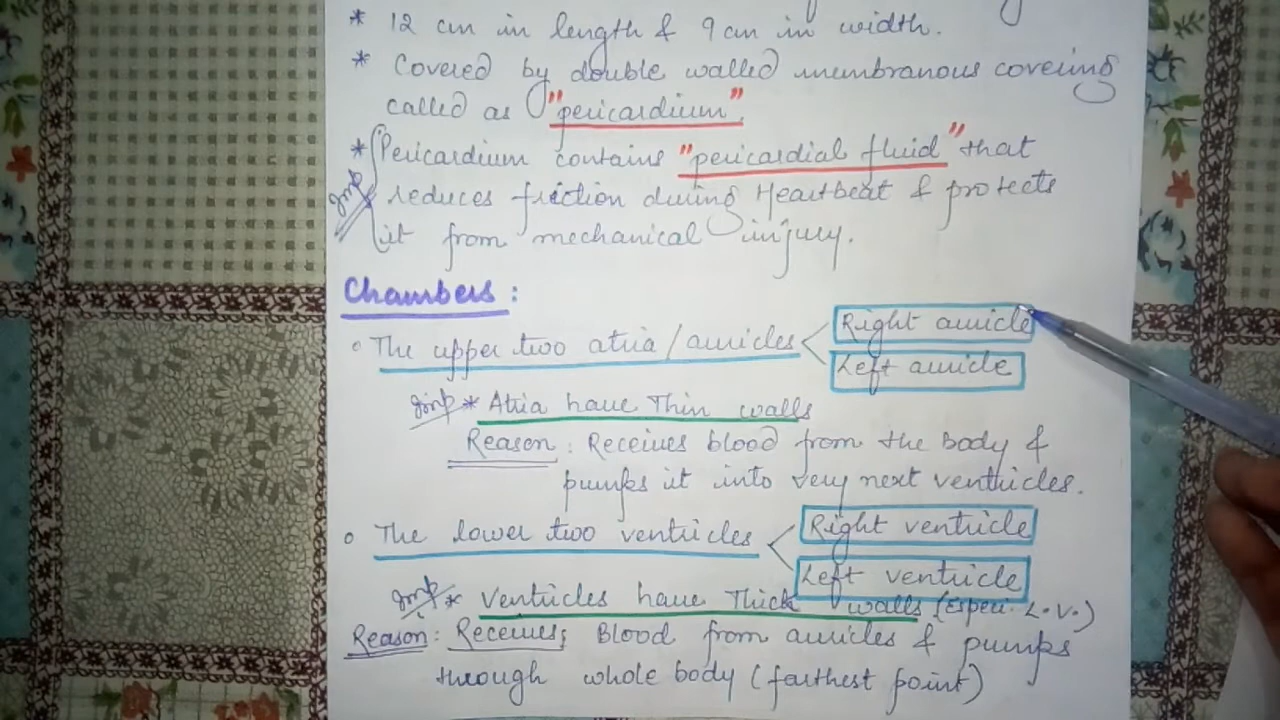 * 12 cm in length & 9 cm in width.
* Covered by double walled membranous covering
called as "pericardium".
* Pericardium contains "pericardial fluid" that
Imp reduces friction during Heartbeat & protects
it from mechanical injury.
Chambers :
The upper two atria/auricles Right auricle
Left auricle
Imp * Atria have Thin walls
Reason : Receives blood from the body &
pumps it into very next ventricles.
The lower two ventricles Right ventricle
Left ventricle
Imp * Ventricles have Thick walls (Especi. L.V.)
Reason : Receives; Blood from auricles & pumps
through whole body (farthest point)